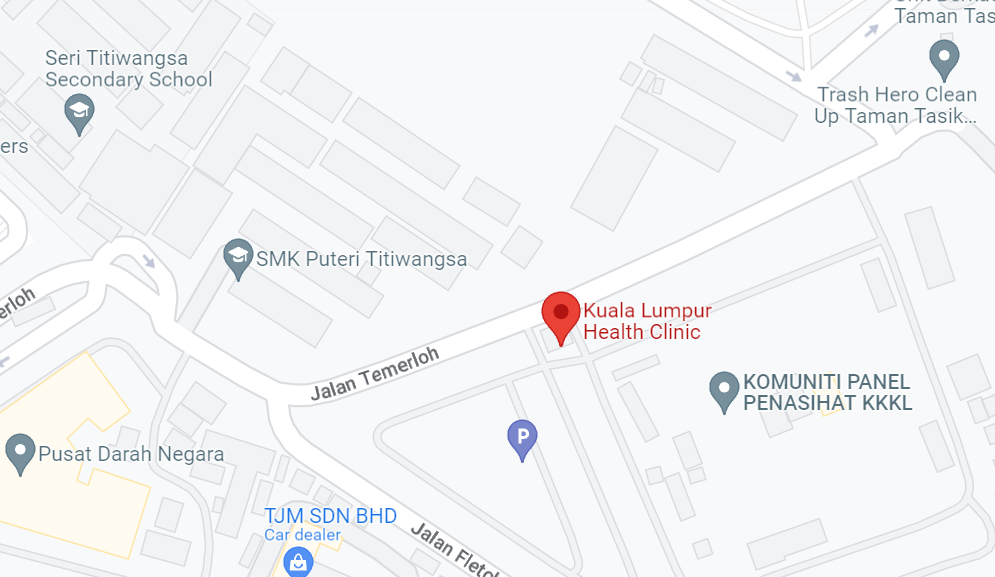 Taman Tas
Seri Titiwangsa
Secondary School
Trash Hero Clean
Up Taman Tasik...
ers
SMK Puteri Titiwangsa
erloh
Kuala Lumpur
Health Clinic
Jalan Temerloh
KOMUNITI PANEL
PENASIHAT KKKL
P
Pusat Darah Negara
TJM SDN BHD
Car dealer
Jalan Fletch